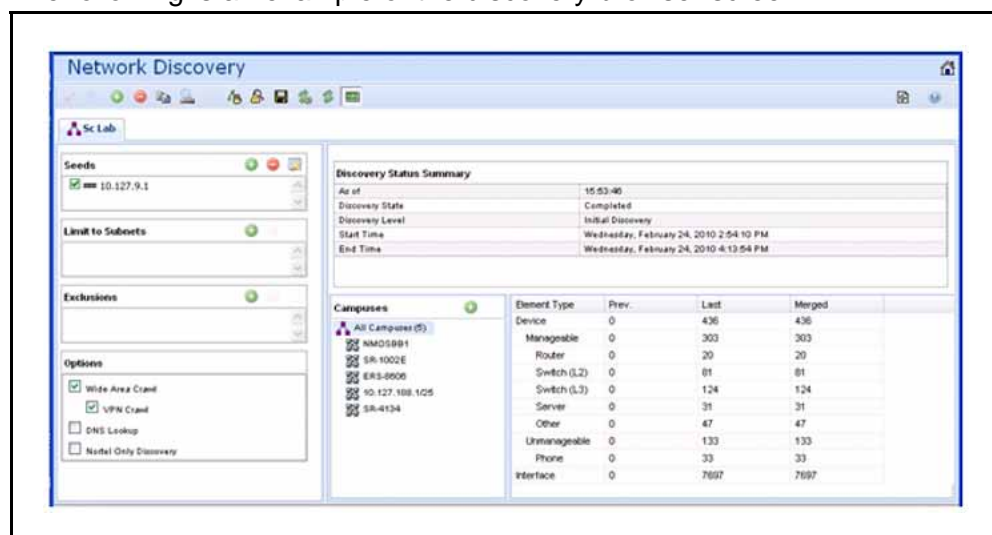 Network Discovery
Sc Lab
Seeds
10.127.9.1
Limit to Subnets
Exclusions
Options
Wide Area Crawl
VPN Crawl
DNS Lookup
Nortel Only Discovery
Discovery Status Summary
As of 15:53:46
Discovery State Completed
Discovery Level Initial Discovery
Start Time Wednesday, February 24, 2010 2:54:10 PM
End Time Wednesday, February 24, 2010 4:13:54 PM
Campuses
All Campuses (5)
NMOSBB1
SR-1002E
ERS-8606
10.127.188.1/25
SR-4134
Element Type Prev. Last Merged
Device 0 436 436
Manageable 0 303 303
Router 0 20 20
Switch (L2) 0 81 81
Switch (L3) 0 124 124
Server 0 31 31
Other 0 47 47
Unmanageable 0 133 133
Phone 0 33 33
Interface 0 7697 7697